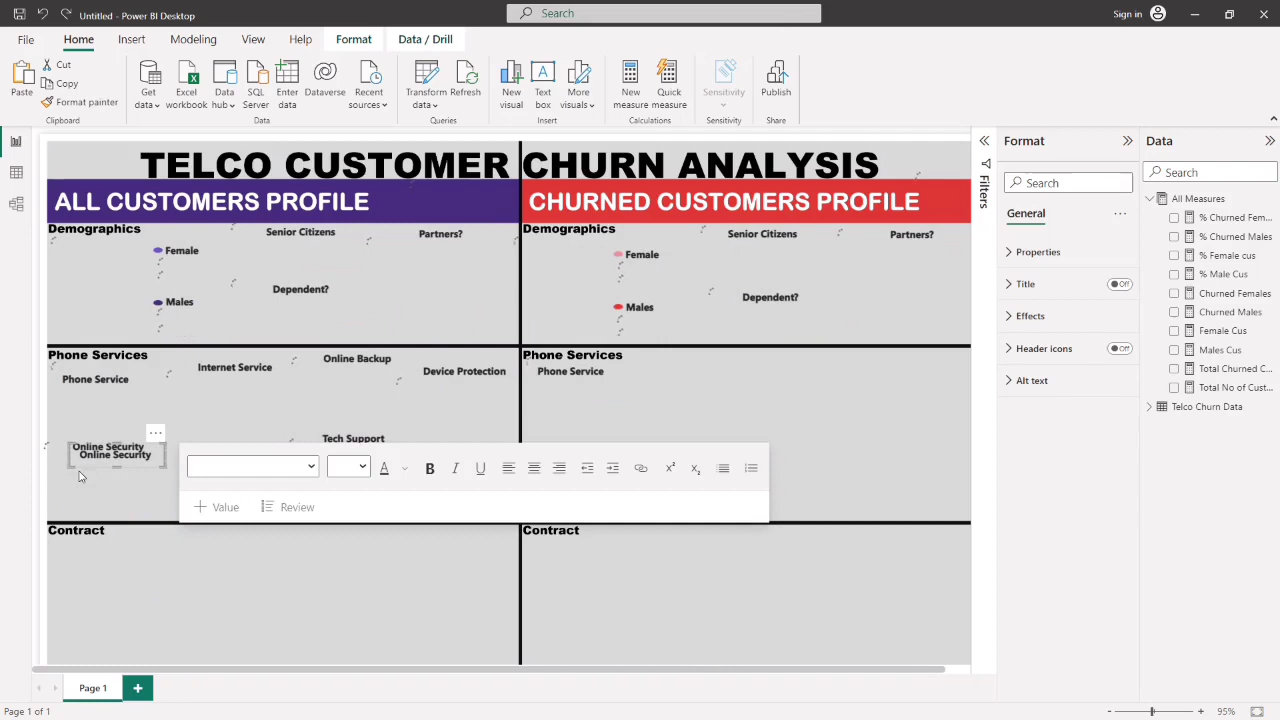 Untitled - Power BI Desktop
Search
Sign in
File
Home
Insert
Modeling
View
Help
Format
Data / Drill
Paste
Cut
Copy
Format painter
Clipboard
Get data
Excel workbook
Data hub
SQL Server
Enter data
Dataverse
Recent sources
Data
Transform data
Refresh
Queries
New visual
Text box
More visuals
Insert
New measure
Quick measure
Calculations
Sensitivity
Sensitivity
Publish
Share
TELCO CUSTOMER CHURN ANALYSIS
ALL CUSTOMERS PROFILE
CHURNED CUSTOMERS PROFILE
Demographics
Senior Citizens
Partners?
Female
Dependent?
Males
Demographics
Senior Citizens
Partners?
Female
Dependent?
Males
Phone Services
Online Backup
Internet Service
Device Protection
Phone Service
Tech Support
Online Security
Online Security
Phone Services
Phone Service
Value
Review
Contract
Contract
Filters
Format
Search
General
Properties
Title
Off
Effects
Header icons
Off
Alt text
Data
Search
All Measures
% Churned Fem...
% Churned Males
% Female cus
% Male Cus
Churned Females
Churned Males
Female Cus
Males Cus
Total Churned C...
Total No of Cust...
Telco Churn Data
Page 1
Page 1 of 1
95%